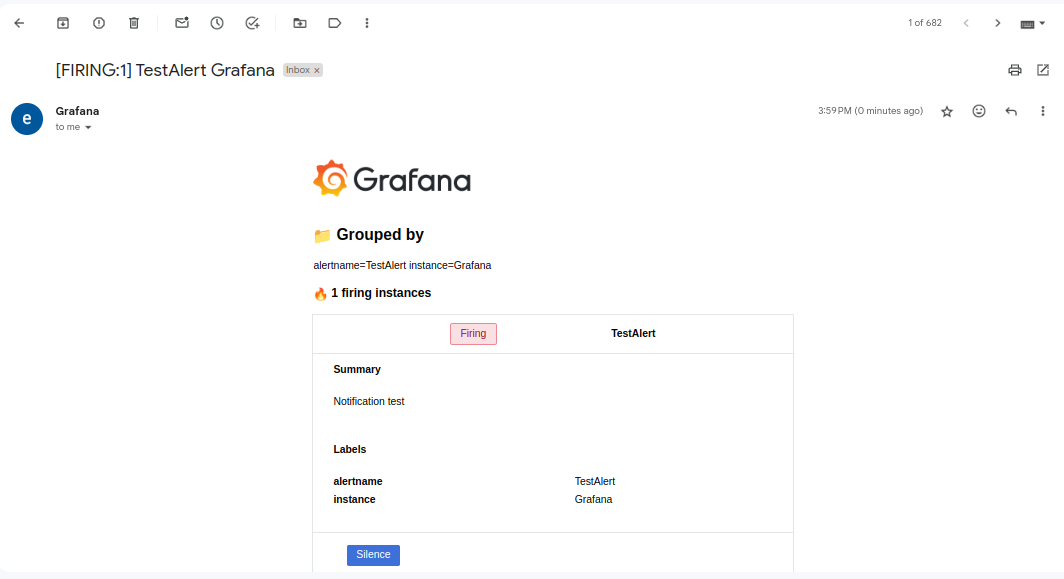 1 of 682
[FIRING:1] TestAlert Grafana Inbox ×
e
Grafana 3:59 PM (0 minutes ago)
to me
Grafana
📁 Grouped by
alertname=TestAlert instance=Grafana
🔥 1 firing instances
Firing TestAlert
Summary
Notification test
Labels
alertname TestAlert
instance Grafana
Silence